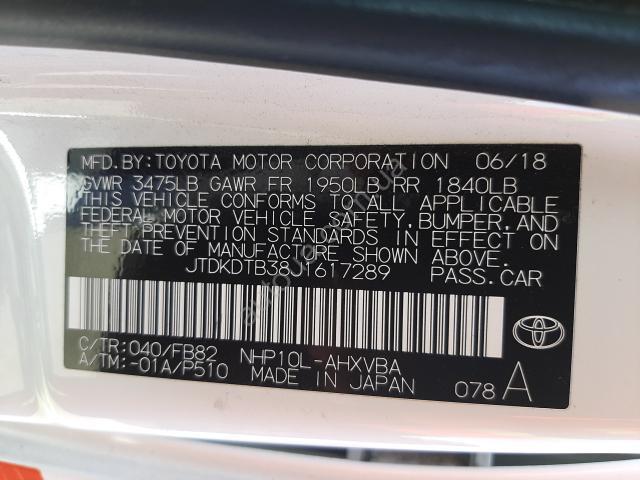 MFD.BY:TOYOTA MOTOR CORPORATION 06/18
GVWR 3475LB GAWR FR 1950LB RR 1840LB
THIS VEHICLE CONFORMS TO ALL APPLICABLE
FEDERAL MOTOR VEHICLE SAFETY,BUMPER,AND
THEFT PREVENTION STANDARDS IN EFFECT ON
THE DATE OF MANUFACTURE SHOWN ABOVE.
JTDKDTB38J1617289 PASS.CAR
C/TR:040/FB82 NHP10L-AHXVBA
A/TM:-01A/P510 MADE IN JAPAN 078 A